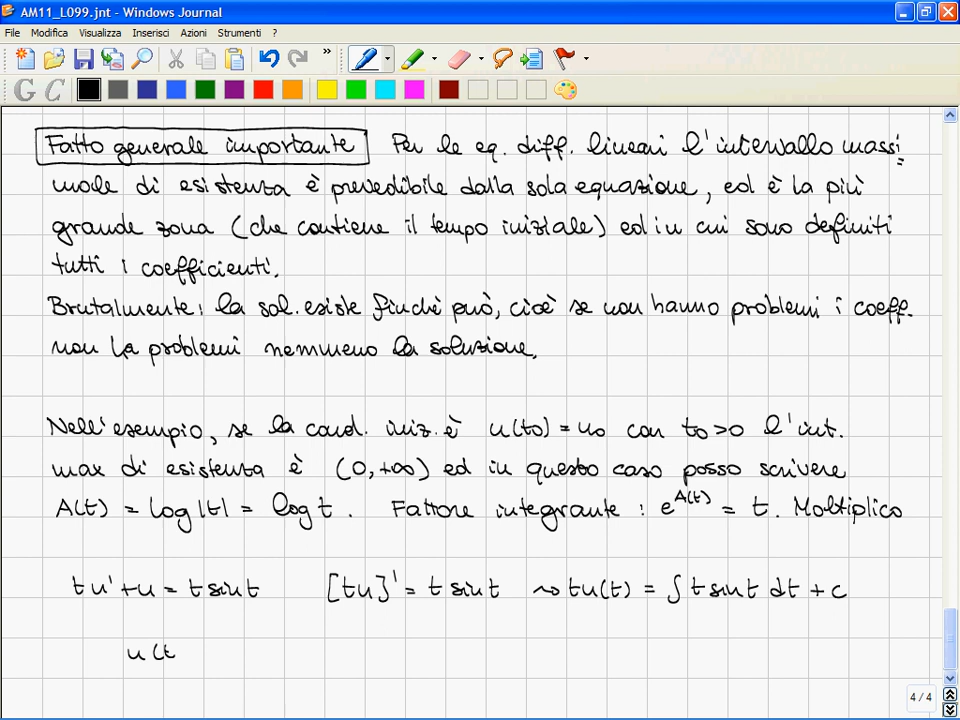 AM11_L099.jnt - Windows Journal
File Modifica Visualizza Inserisci Azioni Strumenti ?
Fatto generale importante Per le eq. diff. lineari l'intervallo massi=
male di esistenza è prevedibile dalla sola equazione, ed è la più
grande zona (che contiene il tempo iniziale) ed in cui sono definiti
tutti i coefficienti.
Brutalmente: la sol. esiste finché può, cioè se non hanno problemi i coeff.
non ha problemi nemmeno la soluzione.
Nell'esempio, se la cond. iniz. è u(t0) = u0 con t0>0 l'int.
max di esistenza è (0,+∞) ed in questo caso posso scrivere
A(t) = log|t| = log t. Fattore integrante: e^A(t) = t. Moltiplico
tu'+u = t sin t [tu]' = t sin t ⤳ tu(t) = ∫ t sin t dt + c
u(t
4 / 4